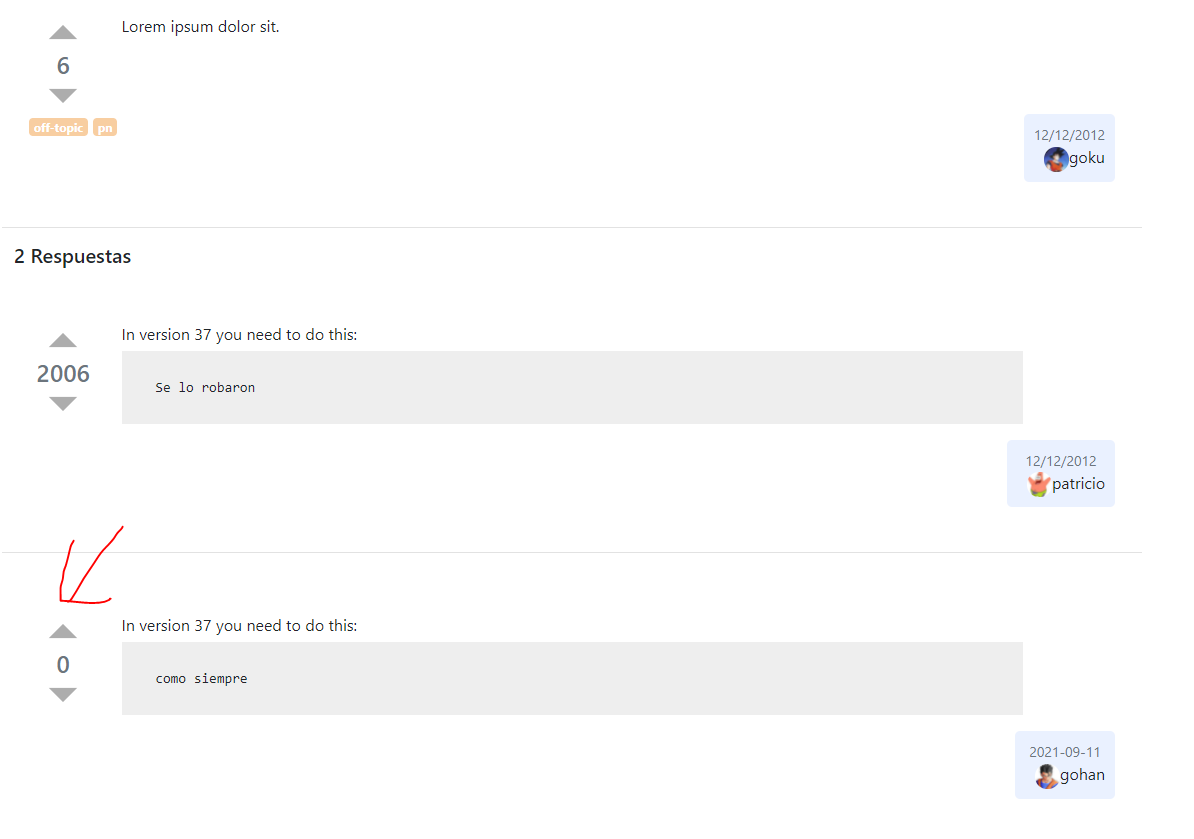 Lorem ipsum dolor sit.
6
off-topic pn
12/12/2012
goku
2 Respuestas
In version 37 you need to do this:
2006
Se lo robaron
12/12/2012
patricio
In version 37 you need to do this:
0
como siempre
2021-09-11
gohan